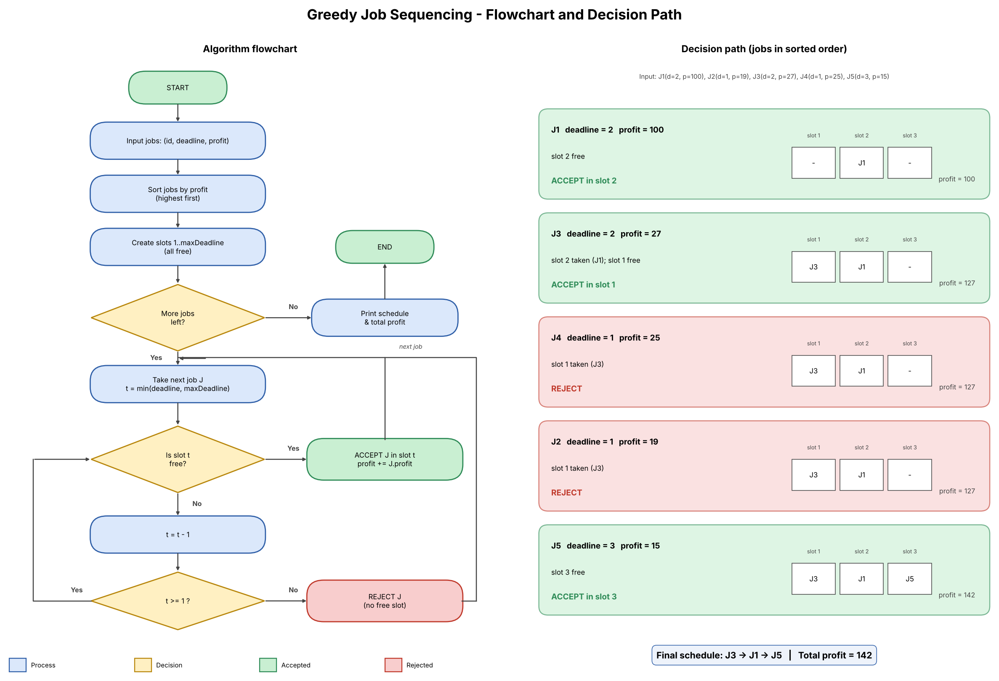 Greedy Job Sequencing - Flowchart and Decision Path
Algorithm flowchart
START
Input jobs: (id, deadline, profit)
Sort jobs by profit
(highest first)
Create slots 1..maxDeadline
(all free)
END
More jobs
left?
No
Print schedule
& total profit
next job
Yes
Take next job J
t = min(deadline, maxDeadline)
Is slot t
free?
Yes
ACCEPT J in slot t
profit += J.profit
No
t = t - 1
Yes
t >= 1 ?
No
REJECT J
(no free slot)
Process
Decision
Accepted
Rejected
Decision path (jobs in sorted order)
Input: J1(d=2, p=100), J2(d=1, p=19), J3(d=2, p=27), J4(d=1, p=25), J5(d=3, p=15)
J1 deadline = 2 profit = 100
slot 1 slot 2 slot 3
slot 2 free
- J1 -
ACCEPT in slot 2
profit = 100
J3 deadline = 2 profit = 27
slot 1 slot 2 slot 3
slot 2 taken (J1); slot 1 free
J3 J1 -
ACCEPT in slot 1
profit = 127
J4 deadline = 1 profit = 25
slot 1 slot 2 slot 3
slot 1 taken (J3)
J3 J1 -
REJECT
profit = 127
J2 deadline = 1 profit = 19
slot 1 slot 2 slot 3
slot 1 taken (J3)
J3 J1 -
REJECT
profit = 127
J5 deadline = 3 profit = 15
slot 1 slot 2 slot 3
slot 3 free
J3 J1 J5
ACCEPT in slot 3
profit = 142
Final schedule: J3 → J1 → J5 | Total profit = 142